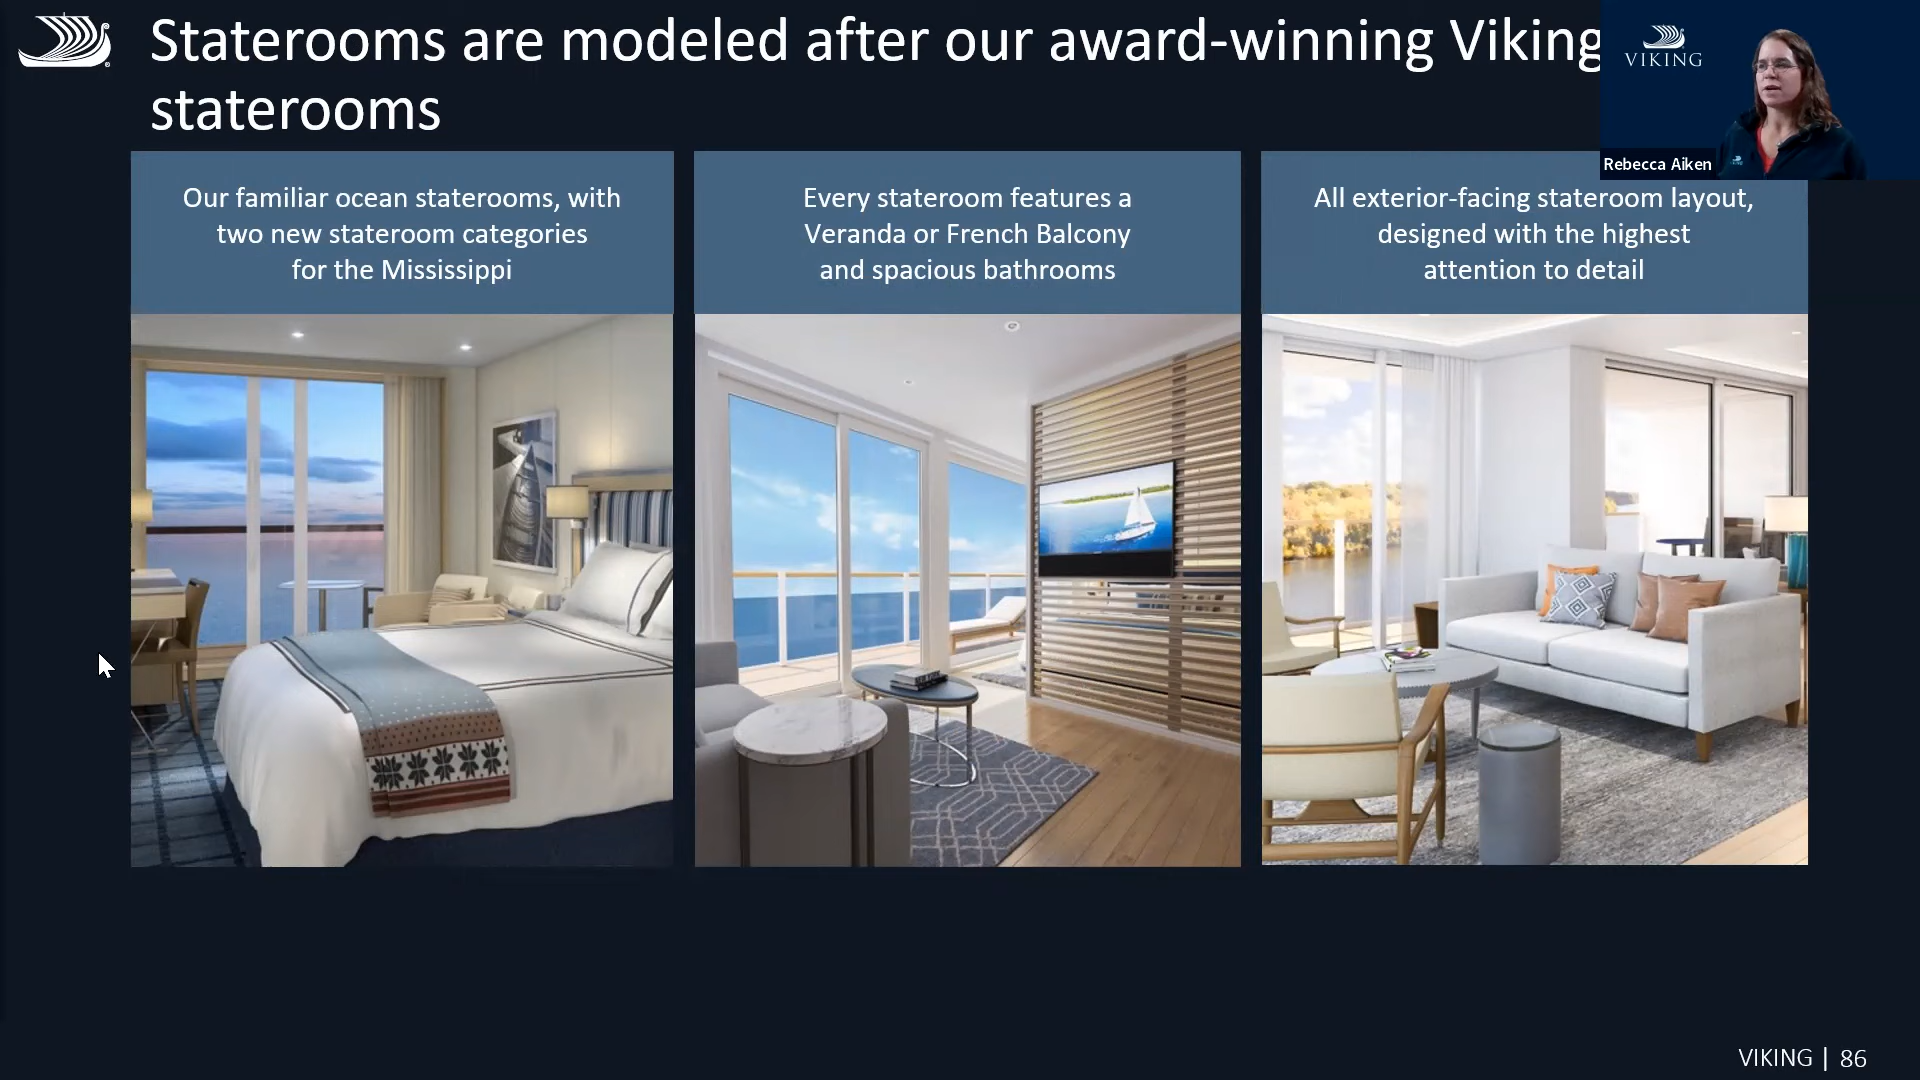 Staterooms are modeled after our award-winning Viking
staterooms
VIKING
Rebecca Aiken
Our familiar ocean staterooms, with
two new stateroom categories
for the Mississippi
Every stateroom features a
Veranda or French Balcony
and spacious bathrooms
All exterior-facing stateroom layout,
designed with the highest
attention to detail
VIKING | 86